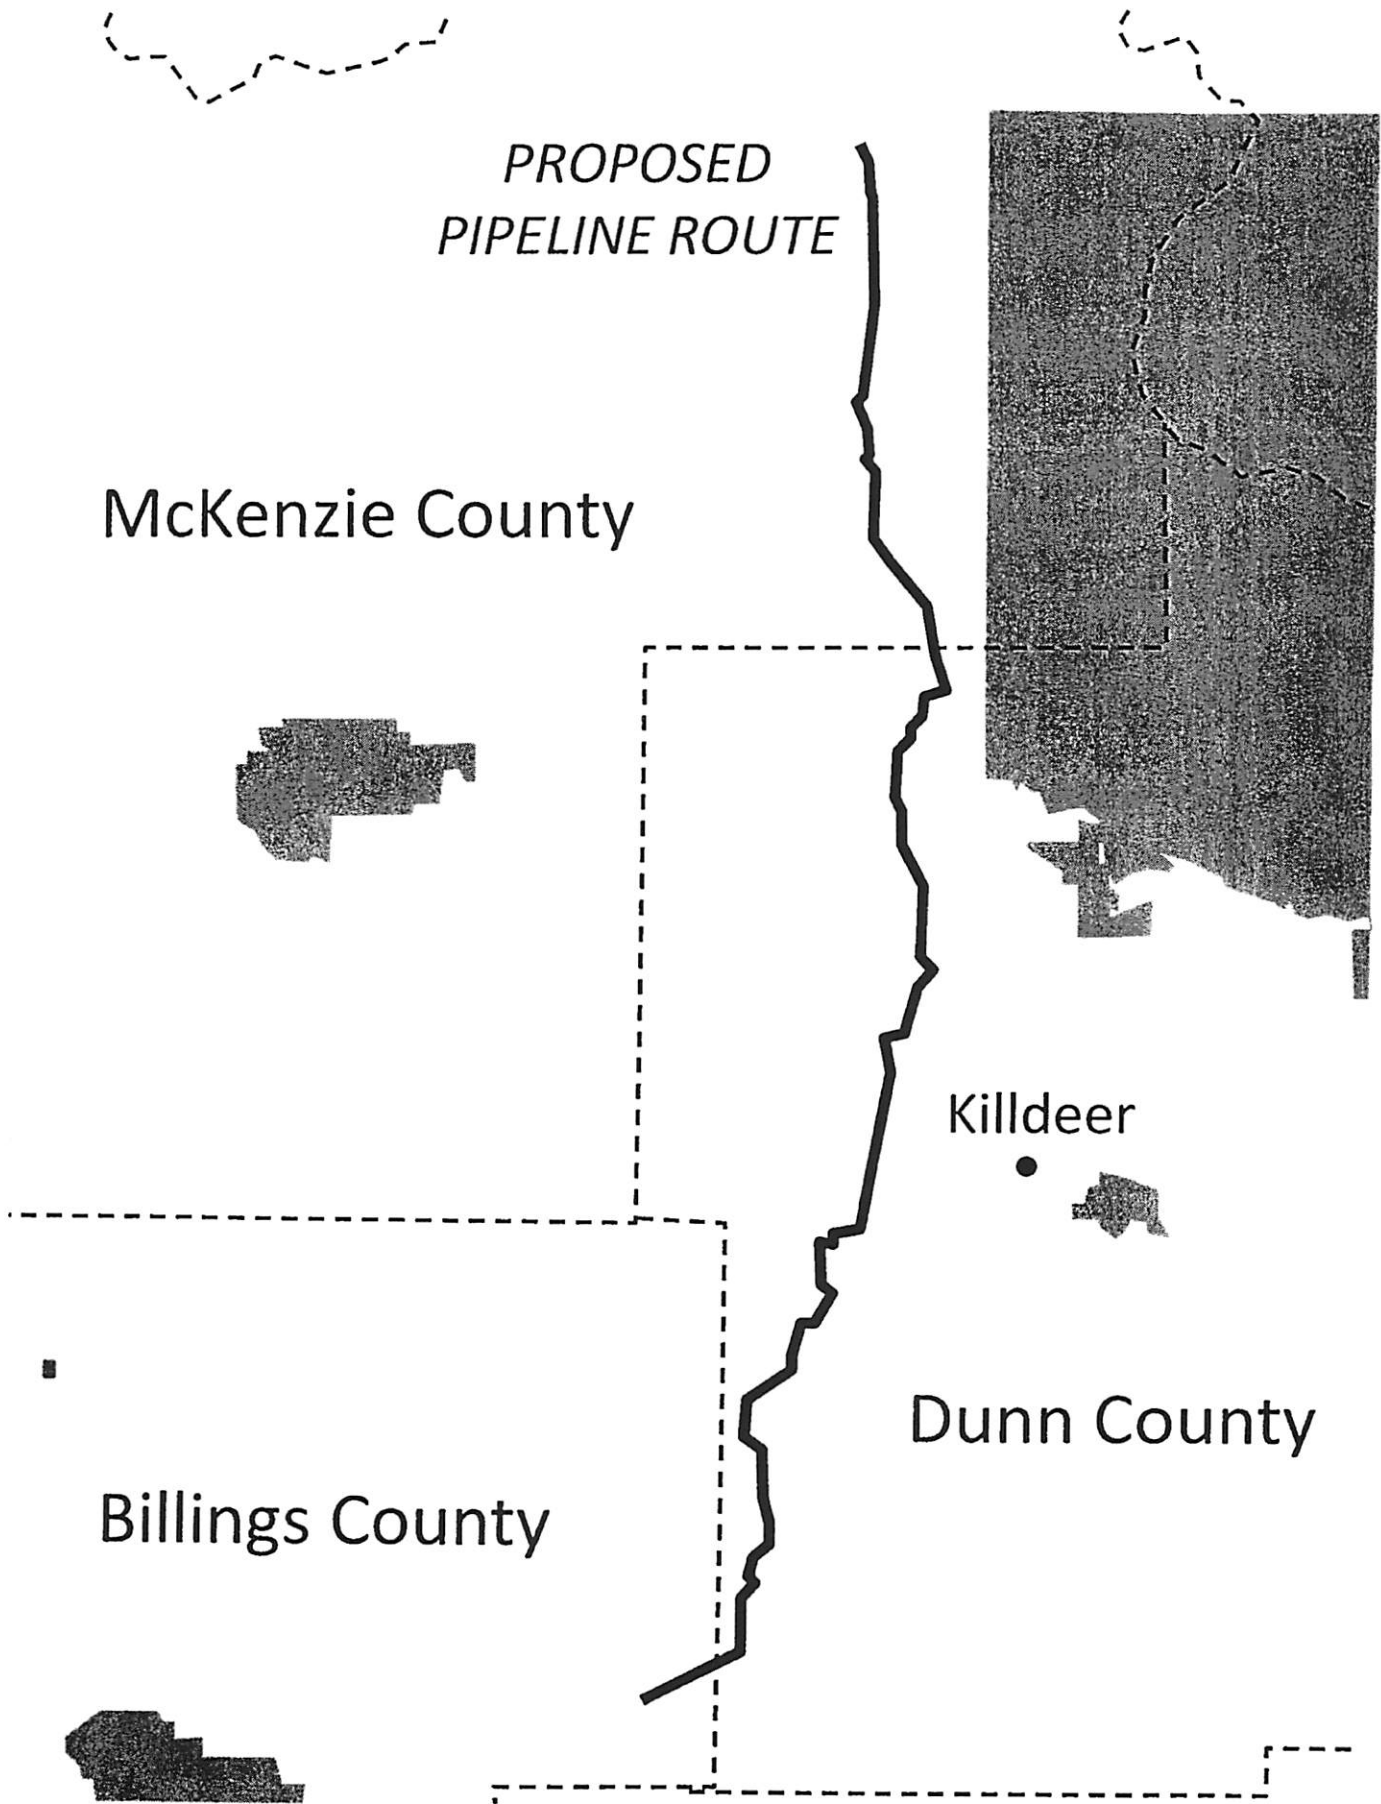 PROPOSED
PIPELINE ROUTE
McKenzie County
Killdeer
Dunn County
Billings County